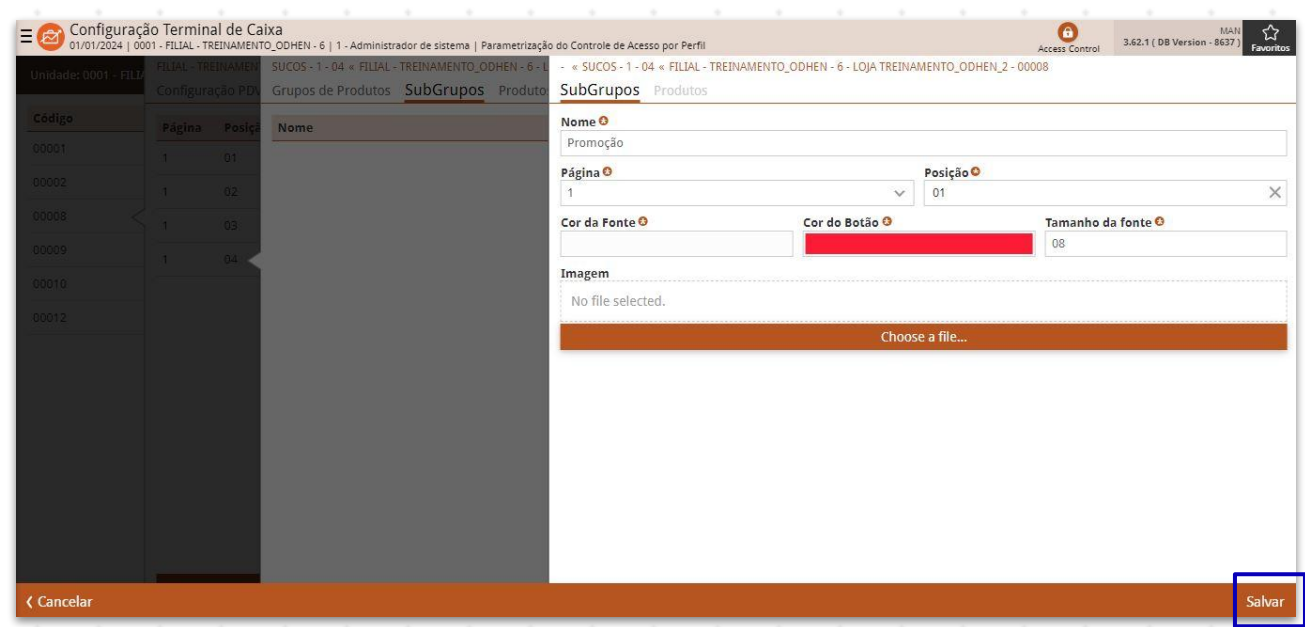 Configuração Terminal de Caixa
01/01/2024 | 0001 - FILIAL - TREINAMENTO_ODHEN - 6 | 1 - Administrador de sistema | Parametrização do Controle de Acesso por Perfil
Access Control
MAN
3.62.1 ( DB Version - 8637 )
Favoritos
Unidade: 0001 - FILI
Código
00001
00002
00008
00009
00010
00012
FILIAL - TREINAMEN
Configuração PDV
Página Posiçã
1 01
1 02
1 03
1 04
SUCOS - 1 - 04 « FILIAL - TREINAMENTO_ODHEN - 6 - L
Grupos de Produtos SubGrupos Produto
Nome
- « SUCOS - 1 - 04 « FILIAL - TREINAMENTO_ODHEN - 6 - LOJA TREINAMENTO_ODHEN_2 - 00008
SubGrupos Produtos
Nome
Promoção
Página Posição
1 01
Cor da Fonte Cor do Botão Tamanho da fonte
08
Imagem
No file selected.
Choose a file...
Cancelar Salvar